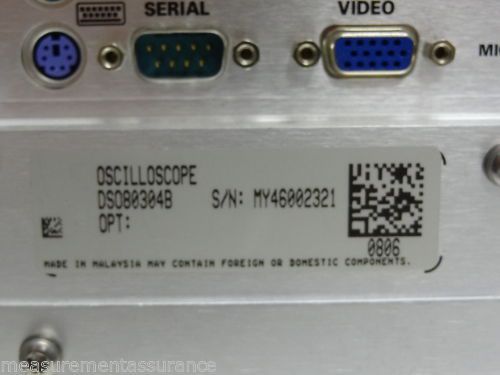 SERIAL VIDEO
OSCILLOSCOPE
DSO80304B S/N: MY46002321
OPT:
0806
MADE IN MALAYSIA MAY CONTAIN FOREIGN OR DOMESTIC COMPONENTS.
© measurementassurance